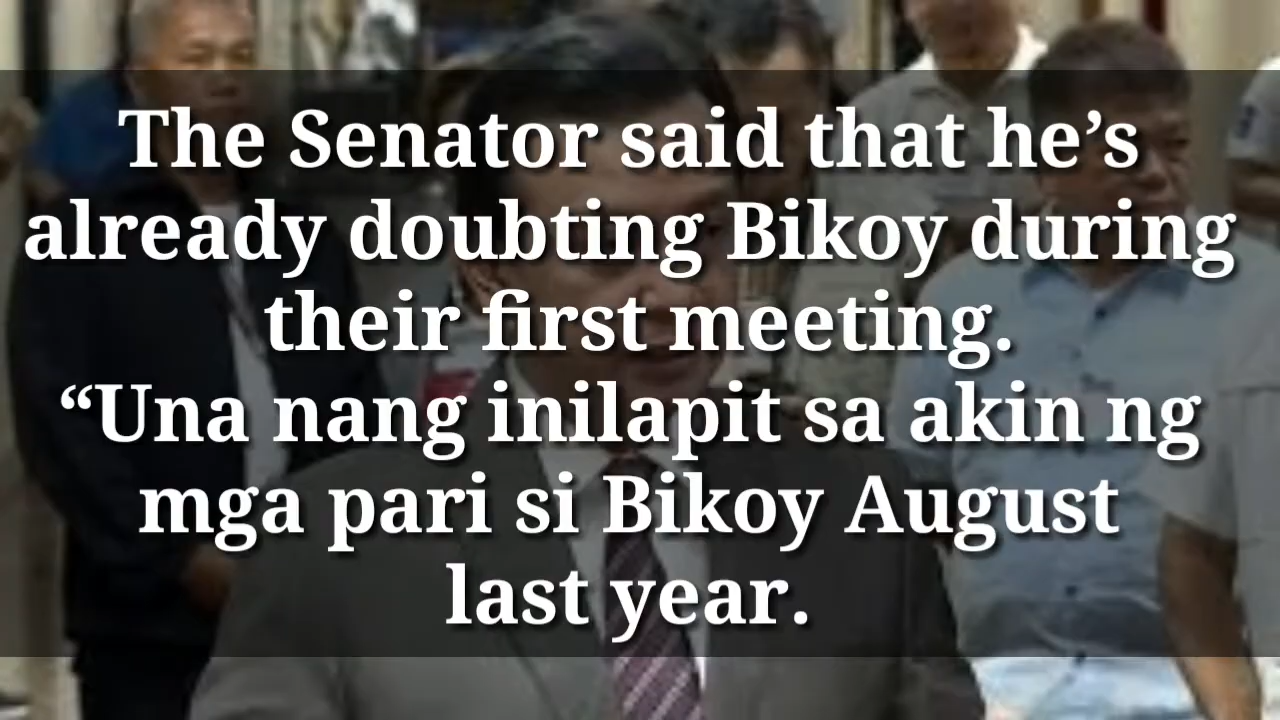 The Senator said that he’s
already doubting Bikoy during
their first meeting.
“Una nang inilapit sa akin ng
mga pari si Bikoy August
last year.